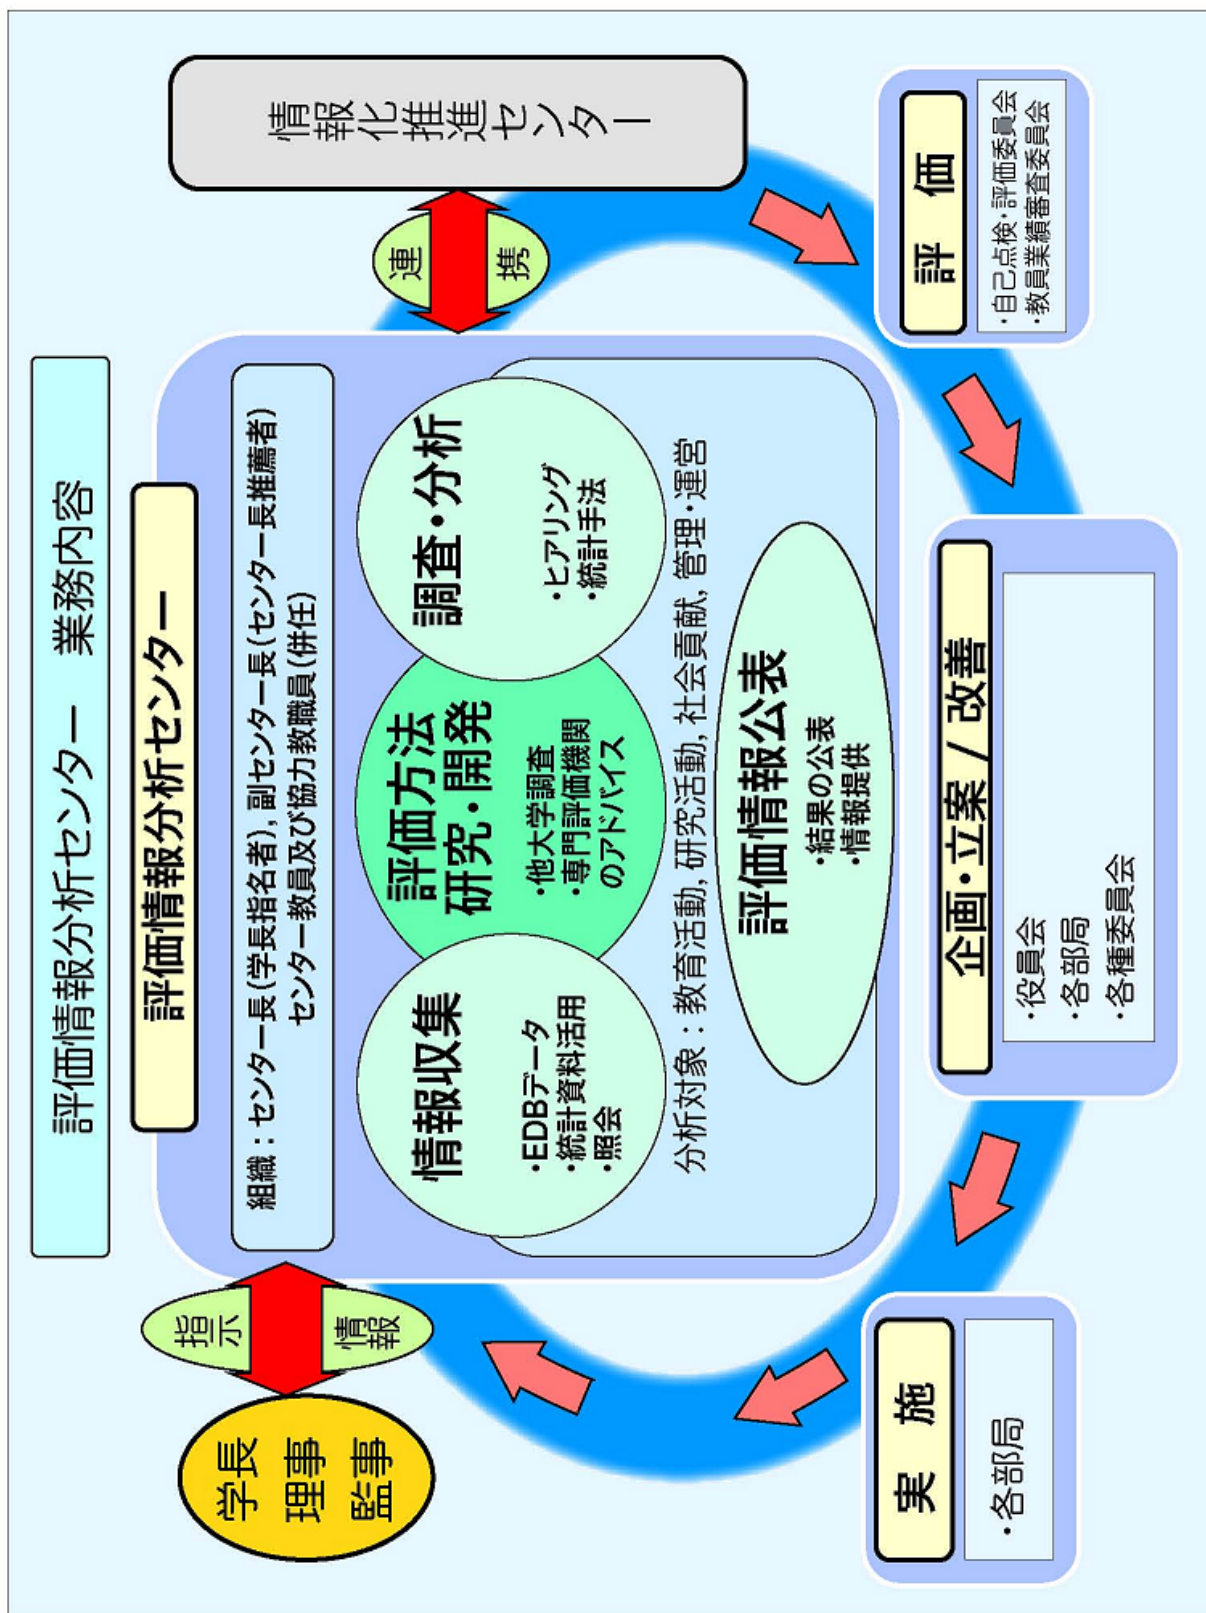 評価情報分析センター　業務内容
評価情報分析センター
組織：センター長（学長指名者），副センター長（センター長推薦者）
センター教員及び協力教職員（併任）
学長
理事
監事
指示
情報
情報化推進センター
連
携
情報収集
・EDBデータ
・統計資料活用
・照会
評価方法
研究・開発
・他大学調査
・専門評価機関
のアドバイス
調査・分析
・ヒアリング
・統計手法
分析対象：教育活動，研究活動，社会貢献，管理・運営
評価情報公表
・結果の公表
・情報提供
実　施
・各部局
企画・立案 / 改善
・役員会
・各部局
・各種委員会
評　価
・自己点検・評価委員会
・教員業績審査委員会